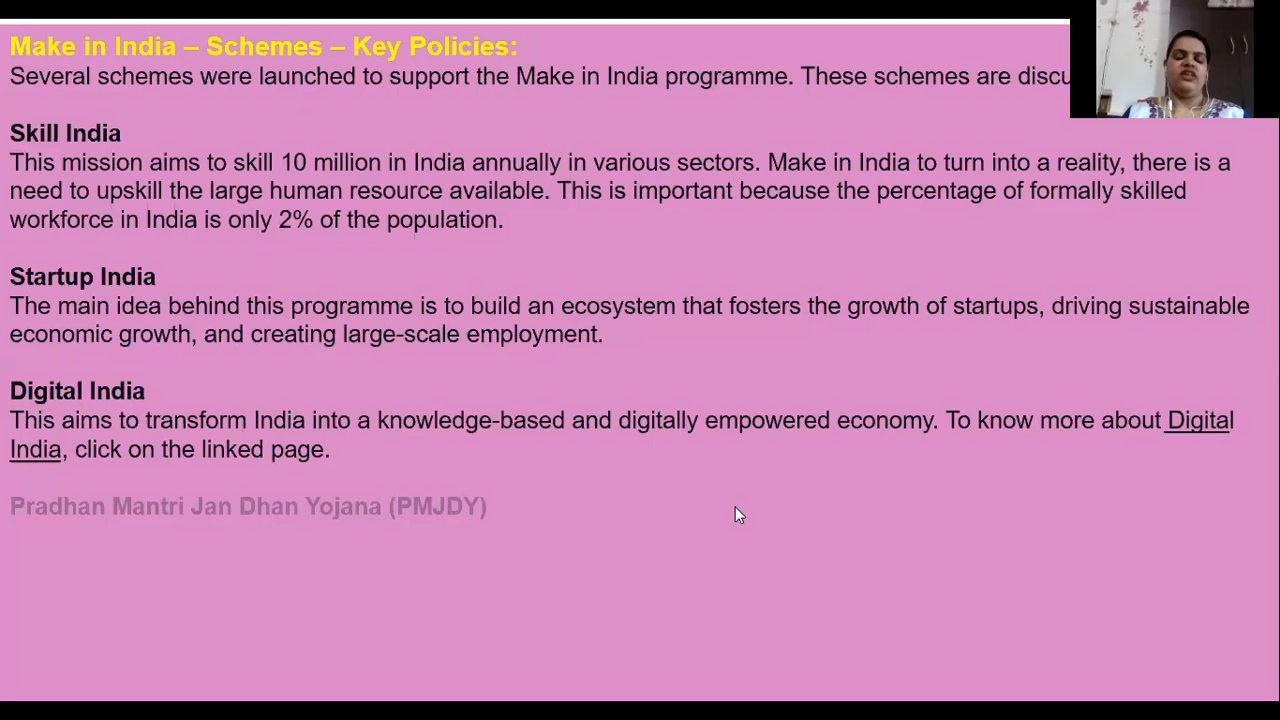 Make in India – Schemes – Key Policies:
Several schemes were launched to support the Make in India programme. These schemes are
Skill India
This mission aims to skill 10 million in India annually in various sectors. Make in India to turn into a reality, there is a
need to upskill the large human resource available. This is important because the percentage of formally skilled
workforce in India is only 2% of the population.
Startup India
The main idea behind this programme is to build an ecosystem that fosters the growth of startups, driving sustainable
economic growth, and creating large-scale employment.
Digital India
This aims to transform India into a knowledge-based and digitally empowered economy. To know more about Digital
India, click on the linked page.
Pradhan Mantri Jan Dhan Yojana (PMJDY)